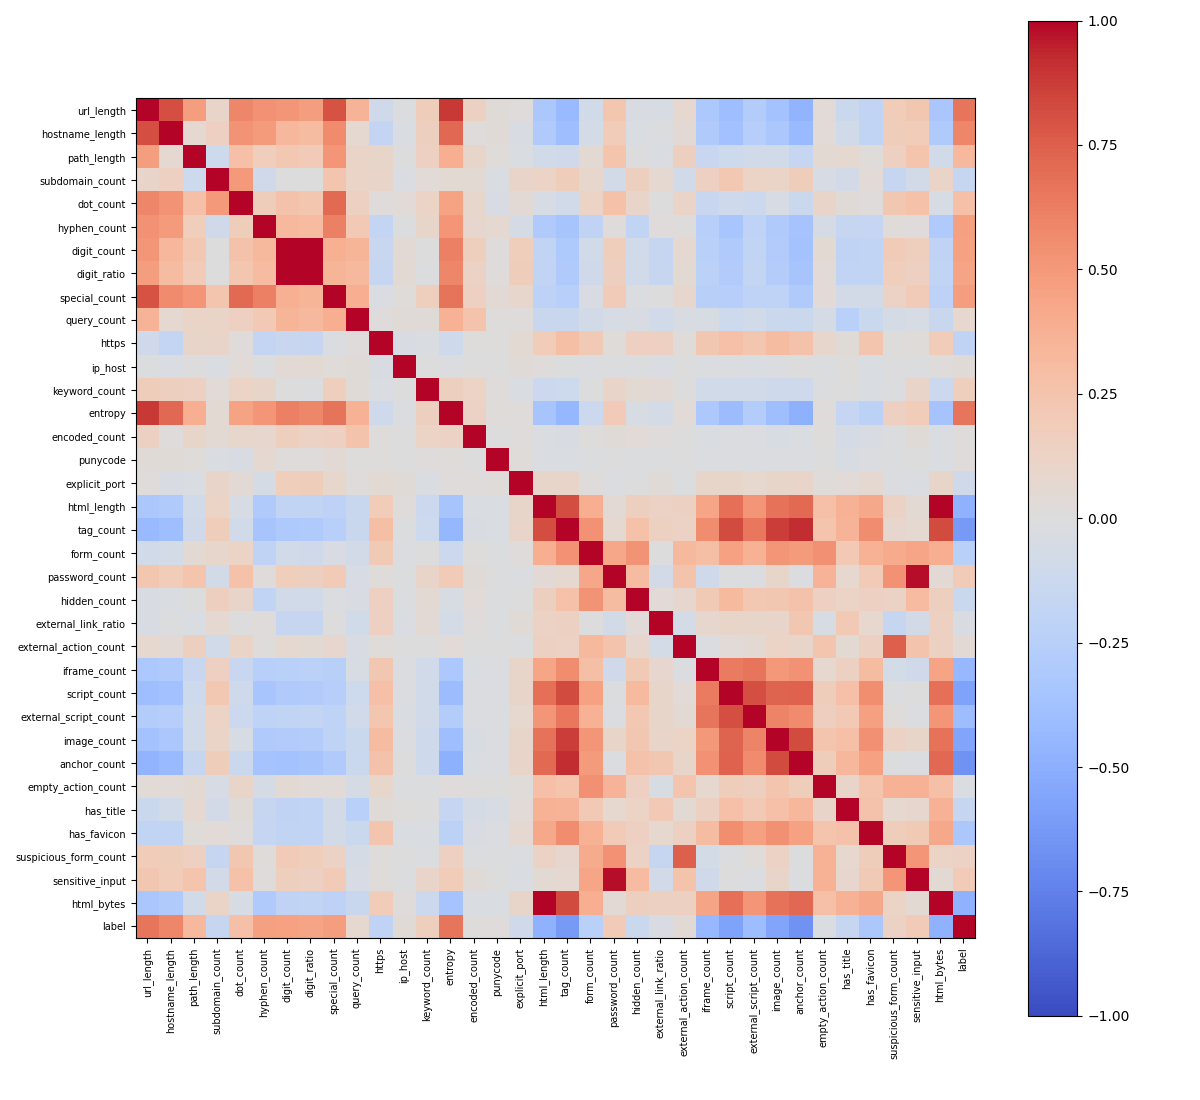 url_length
hostname_length
path_length
subdomain_count
dot_count
hyphen_count
digit_count
digit_ratio
special_count
query_count
https
ip_host
keyword_count
entropy
encoded_count
punycode
explicit_port
html_length
tag_count
form_count
password_count
hidden_count
external_link_ratio
external_action_count
iframe_count
script_count
external_script_count
image_count
anchor_count
empty_action_count
has_title
has_favicon
suspicious_form_count
sensitive_input
html_bytes
label
url_length
hostname_length
path_length
subdomain_count
dot_count
hyphen_count
digit_count
digit_ratio
special_count
query_count
https
ip_host
keyword_count
entropy
encoded_count
punycode
explicit_port
html_length
tag_count
form_count
password_count
hidden_count
external_link_ratio
external_action_count
iframe_count
script_count
external_script_count
image_count
anchor_count
empty_action_count
has_title
has_favicon
suspicious_form_count
sensitive_input
html_bytes
label
1.00
0.75
0.50
0.25
0.00
−0.25
−0.50
−0.75
−1.00